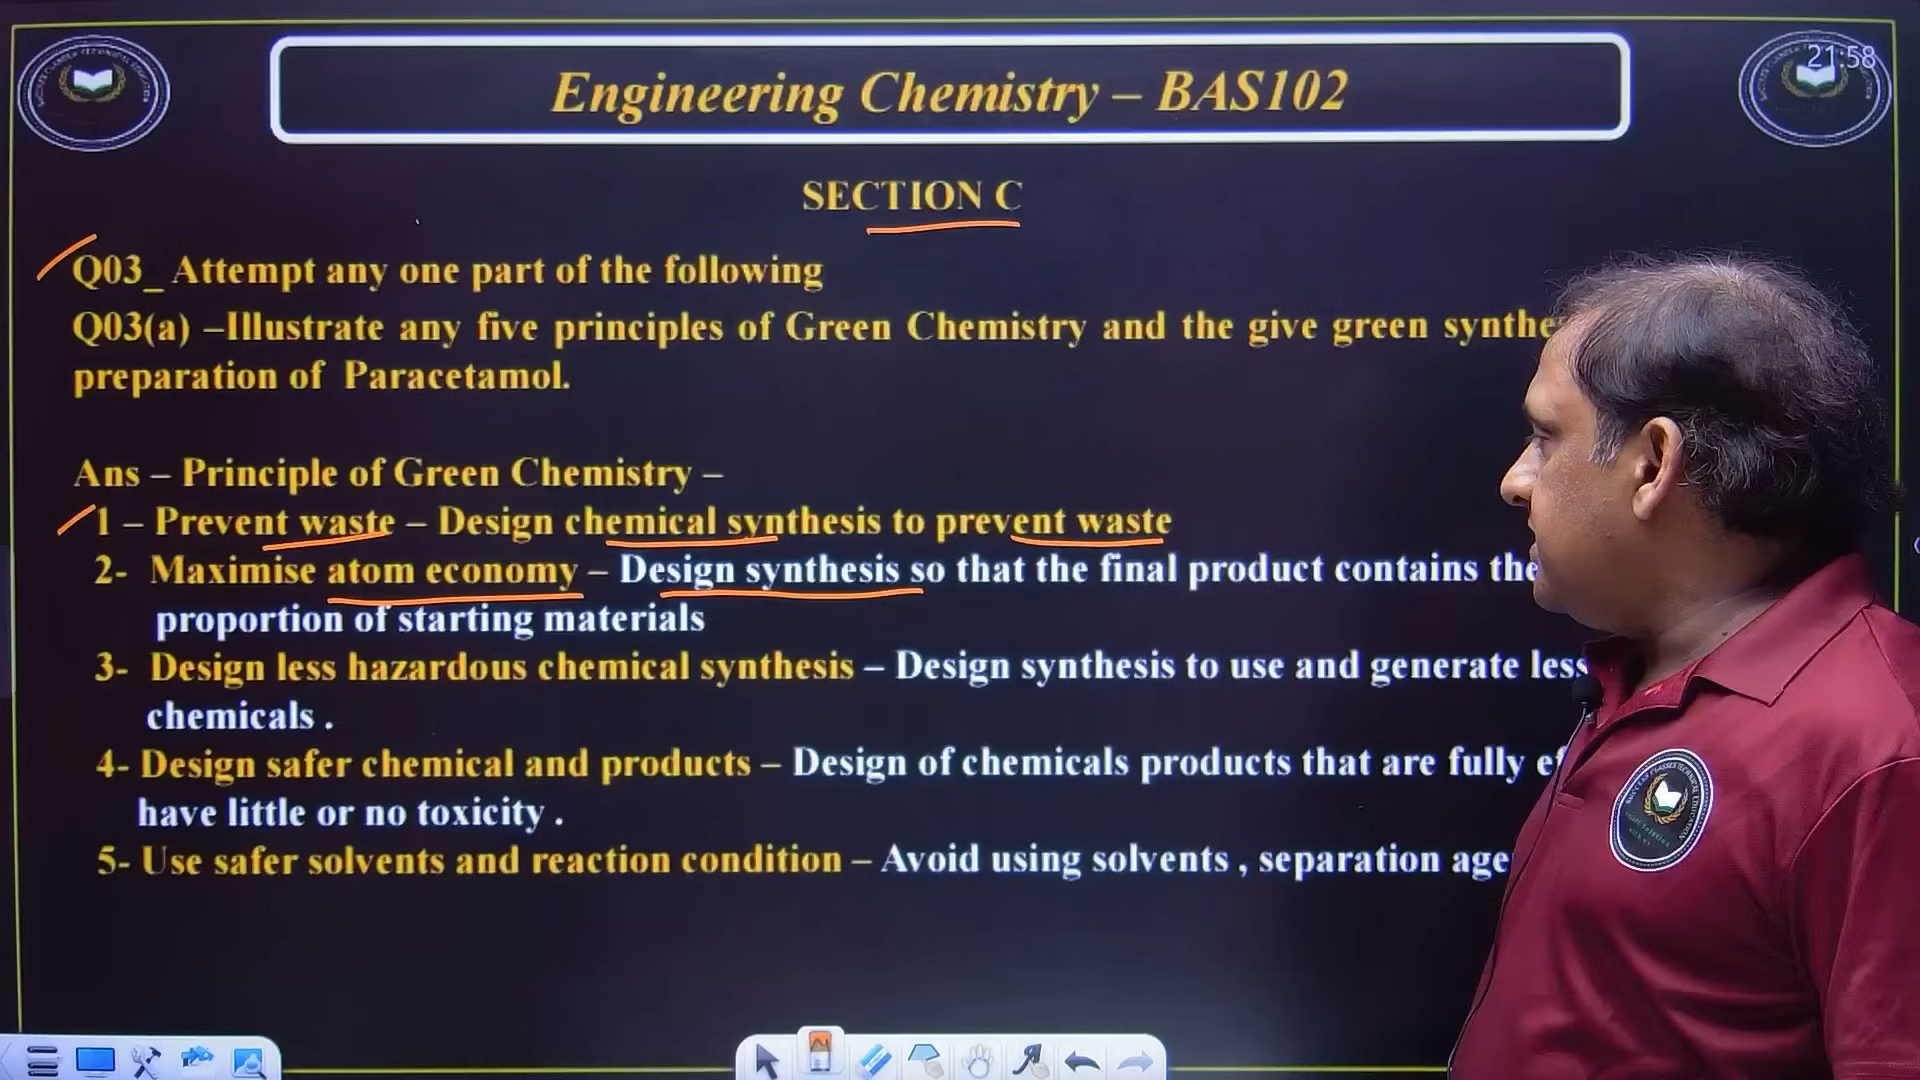 21:58
Engineering Chemistry – BAS102
SECTION C
Q03_ Attempt any one part of the following
Q03(a) –Illustrate any five principles of Green Chemistry and the give green
preparation of Paracetamol.
Ans – Principle of Green Chemistry –
1 – Prevent waste – Design chemical synthesis to prevent waste
2- Maximise atom economy – Design synthesis so that the final product contains the
proportion of starting materials
3- Design less hazardous chemical synthesis – Design synthesis to use and generate less
chemicals .
4- Design safer chemical and products – Design of chemicals products that are fully
have little or no toxicity .
5- Use safer solvents and reaction condition – Avoid using solvents , separation